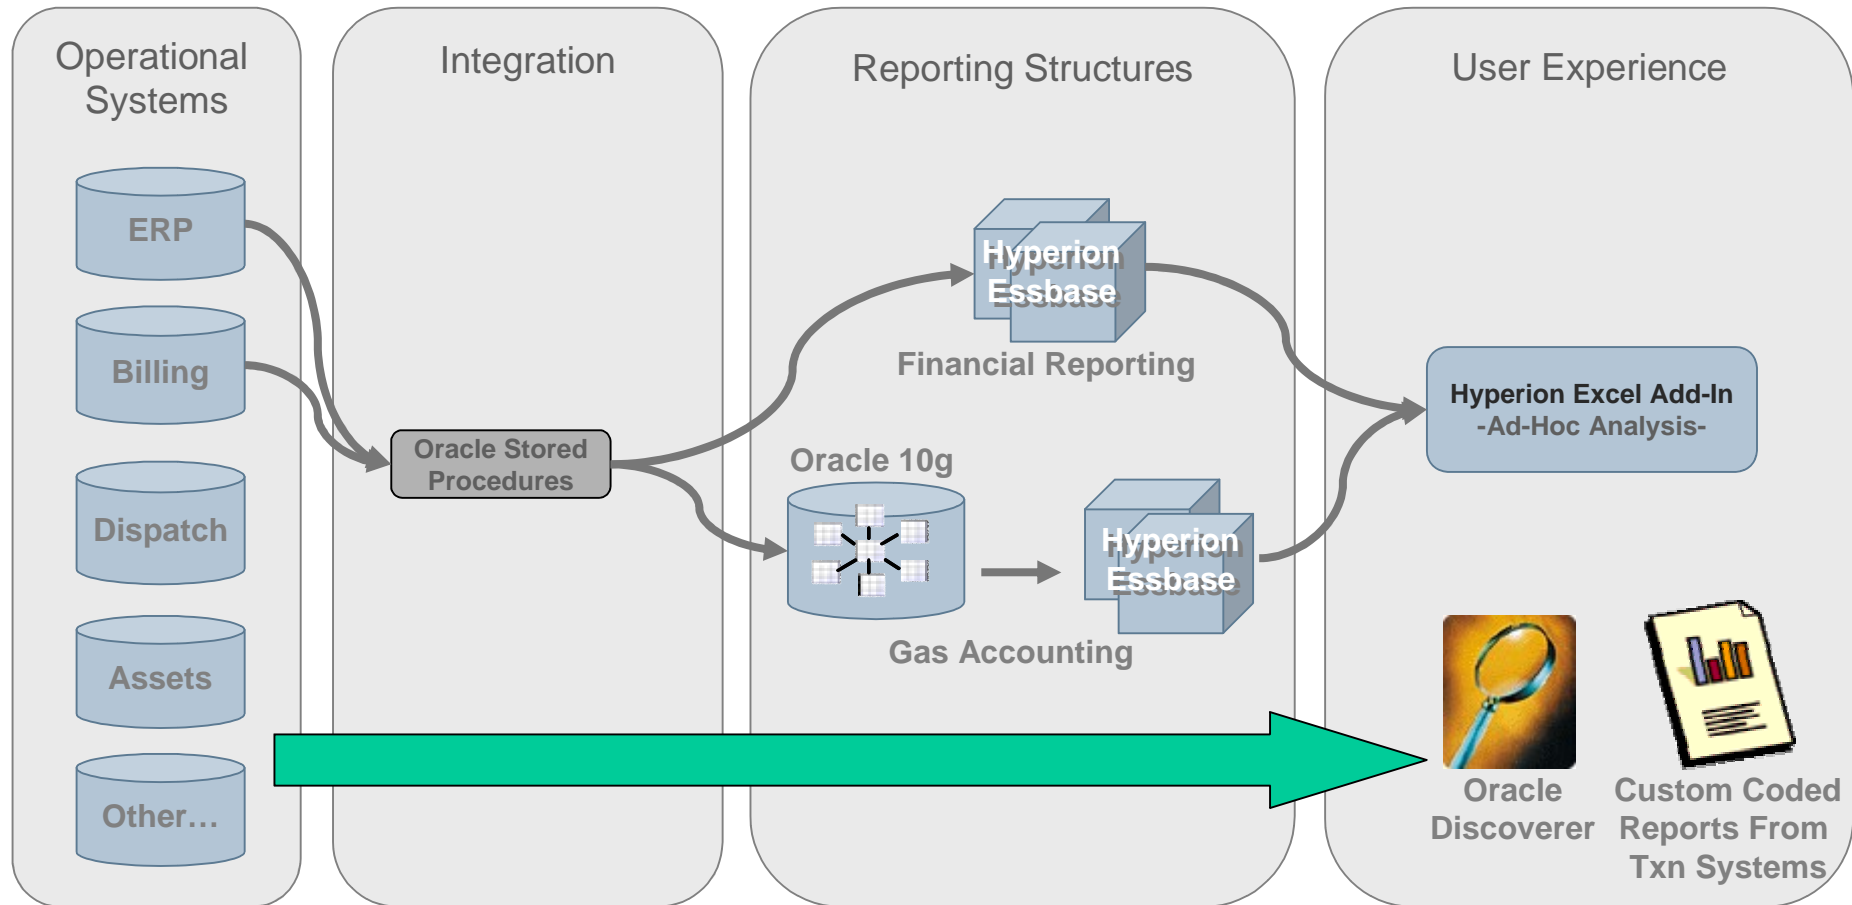 Operational
Systems
Integration
Reporting Structures
User Experience
ERP
Billing
Dispatch
Assets
Other…
Oracle Stored
Procedures
Hyperion
Essbase
Financial Reporting
Oracle 10g
Hyperion
Essbase
Gas Accounting
Hyperion Excel Add-In
-Ad-Hoc Analysis-
Oracle
Discoverer
Custom Coded
Reports From
Txn Systems